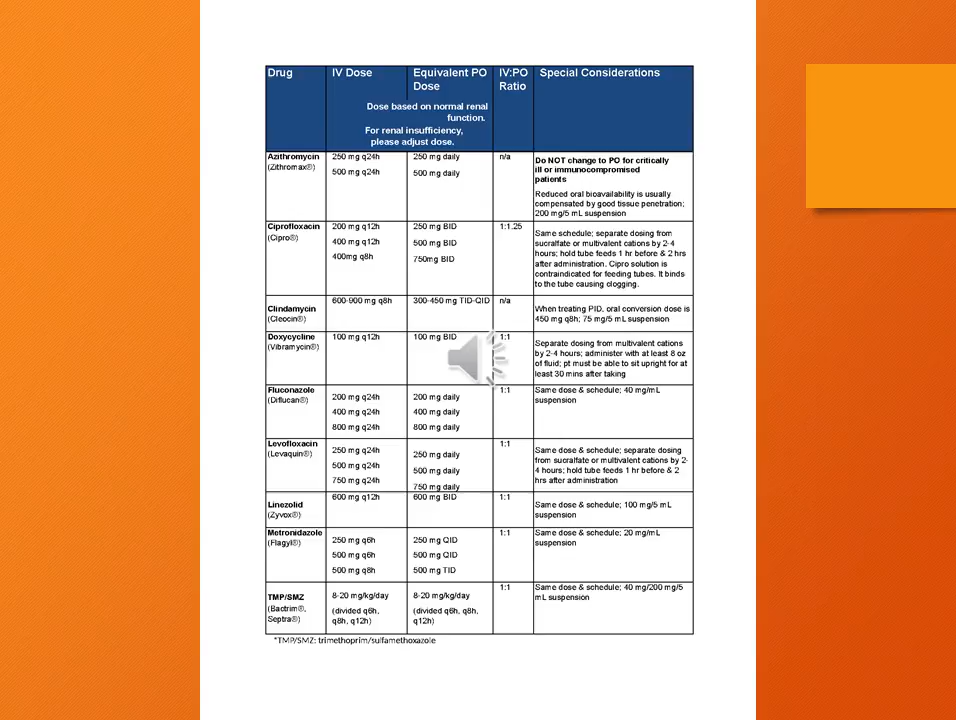 Drug
IV Dose
Equivalent PO
Dose
IV:PO
Ratio
Special Considerations
Dose based on normal renal
function.
For renal insufficiency,
please adjust dose.
Azithromycin
(Zithromax®)
250 mg q24h
500 mg q24h
250 mg daily
500 mg daily
n/a
Do NOT change to PO for critically
ill or immunocompromised
patients
Reduced oral bioavailability is usually
compensated by good tissue penetration;
200 mg/5 mL suspension
Ciprofloxacin
(Cipro®)
200 mg q12h
400 mg q12h
400mg q8h
250 mg BID
500 mg BID
750mg BID
1:1.25
Same schedule; separate dosing from
sucralfate or multivalent cations by 2-4
hours; hold tube feeds 1 hr before & 2 hrs
after administration. Cipro solution is
contraindicated for feeding tubes. It binds
to the tube causing clogging.
Clindamycin
(Cleocin®)
600-900 mg q8h
300-450 mg TID-QID
n/a
When treating PID, oral conversion dose is
450 mg q8h; 75 mg/5 mL suspension
Doxycycline
(Vibramycin®)
100 mg q12h
100 mg BID
1:1
Separate dosing from multivalent cations
by 2-4 hours; administer with at least 8 oz
of fluid; pt must be able to sit upright for at
least 30 mins after taking
Fluconazole
(Diflucan®)
200 mg q24h
400 mg q24h
800 mg q24h
200 mg daily
400 mg daily
800 mg daily
1:1
Same dose & schedule; 40 mg/mL
suspension
Levofloxacin
(Levaquin®)
250 mg q24h
500 mg q24h
750 mg q24h
250 mg daily
500 mg daily
750 mg daily
1:1
Same dose & schedule; separate dosing
from sucralfate or multivalent cations by 2-
4 hours; hold tube feeds 1 hr before & 2
hrs after administration
Linezolid
(Zyvox®)
600 mg q12h
600 mg BID
1:1
Same dose & schedule; 100 mg/5 mL
suspension
Metronidazole
(Flagyl®)
250 mg q6h
500 mg q6h
500 mg q8h
250 mg QID
500 mg QID
500 mg TID
1:1
Same dose & schedule; 20 mg/mL
suspension
TMP/SMZ
(Bactrim®,
Septra®)
8-20 mg/kg/day
(divided q6h,
q8h, q12h)
8-20 mg/kg/day
(divided q6h, q8h,
q12h)
1:1
Same dose & schedule; 40 mg/200 mg/5
mL suspension
*TMP/SMZ: trimethoprim/sulfamethoxazole